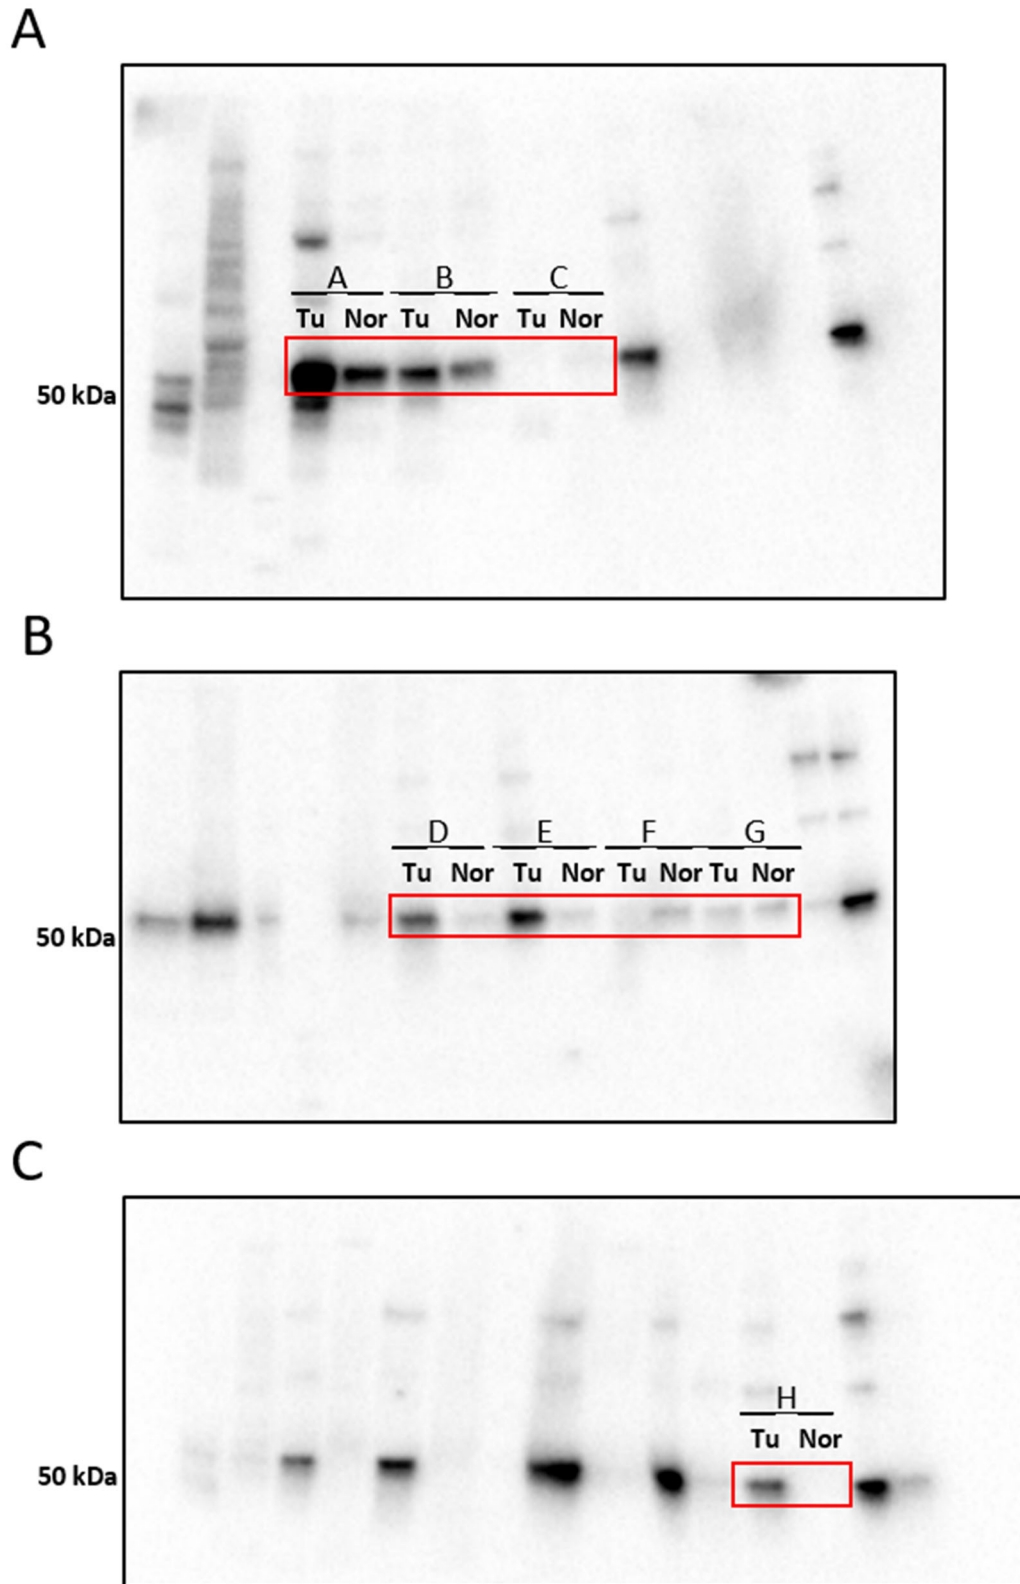 A
A B C
Tu Nor Tu Nor Tu Nor
50 kDa
B
D E F G
Tu Nor Tu Nor Tu Nor Tu Nor
50 kDa
C
H
Tu Nor
50 kDa